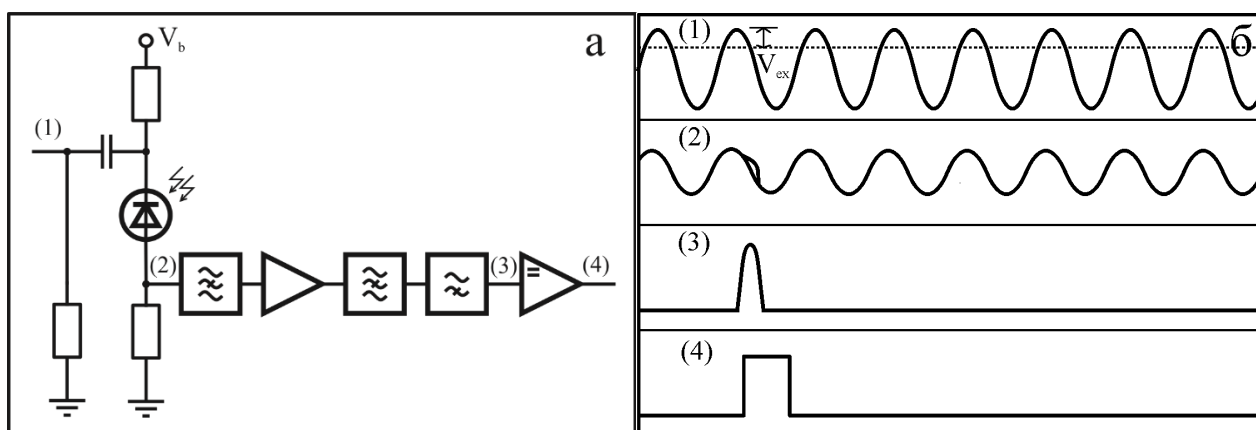 а
V_b
(1)
(2)
(3)
=
(4)
б
(1)
V_ex
(2)
(3)
(4)